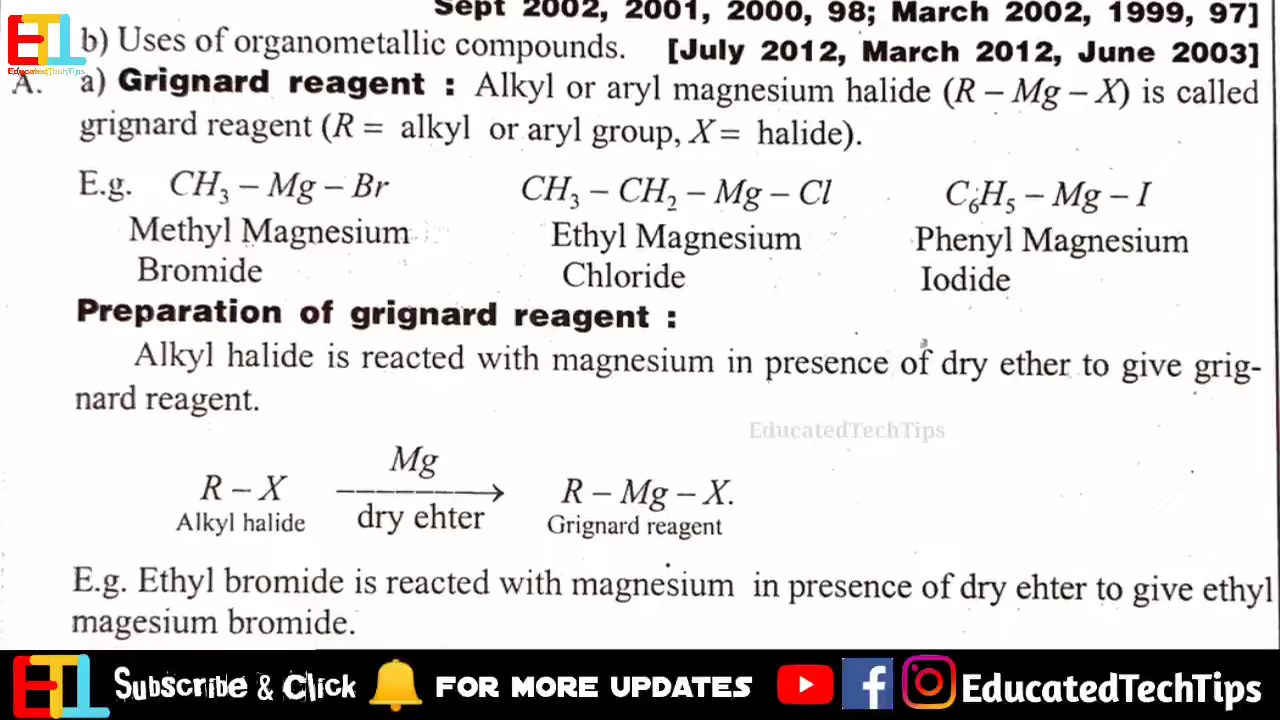 Sept 2002, 2001, 2000, 98; March 2002, 1999, 97]
ETL
EducatedTechTips
b) Uses of organometallic compounds. [July 2012, March 2012, June 2003]
A. a) Grignard reagent : Alkyl or aryl magnesium halide (R – Mg – X) is called
grignard reagent (R = alkyl or aryl group, X = halide).
E.g. CH₃ – Mg – Br CH₃ – CH₂ – Mg – Cl C₆H₅ – Mg – I
Methyl Magnesium Ethyl Magnesium Phenyl Magnesium
Bromide Chloride Iodide
Preparation of grignard reagent :
Alkyl halide is reacted with magnesium in presence of dry ether to give grig-
nard reagent.
EducatedTechTips
Mg
R – X ⟶ R – Mg – X.
Alkyl halide dry ehter Grignard reagent
E.g. Ethyl bromide is reacted with magnesium in presence of dry ehter to give ethyl
magesium bromide.
ETL Subscribe & Click FOR MORE UPDATES EducatedTechTips